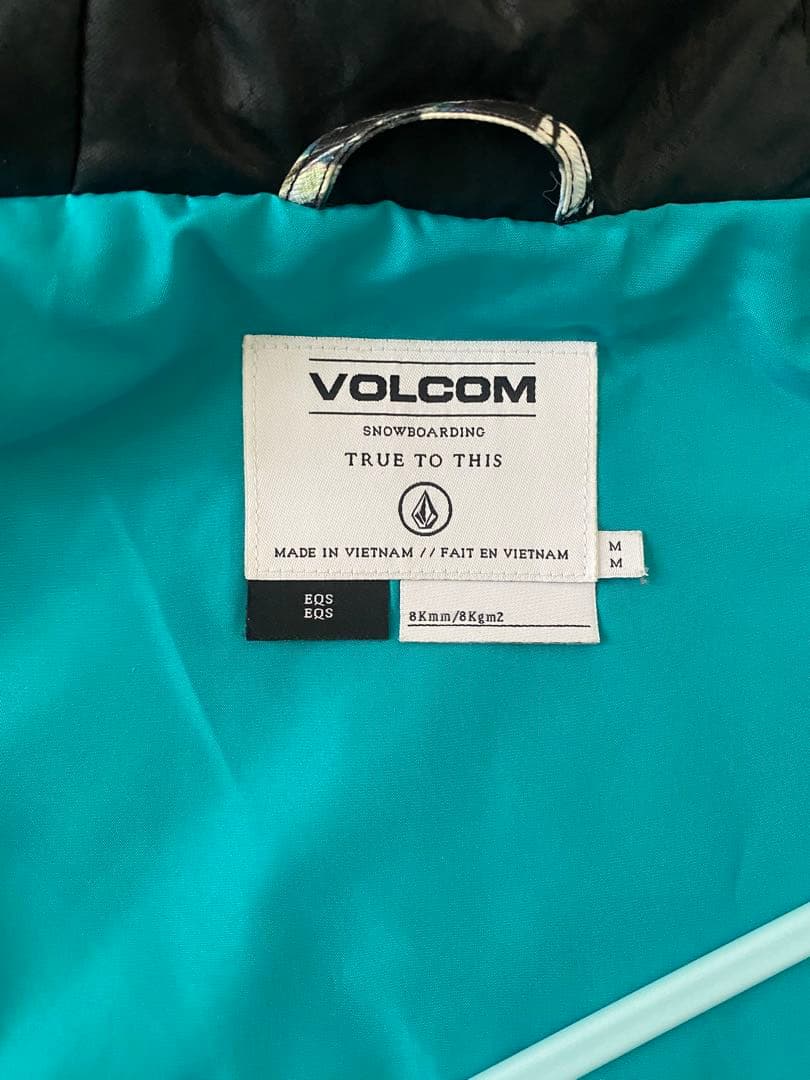 VOLCOM
SNOWBOARDING
TRUE TO THIS
MADE IN VIETNAM // FAIT EN VIETNAM
M
M
EQS
EQS
8Kmm/8Kgm2